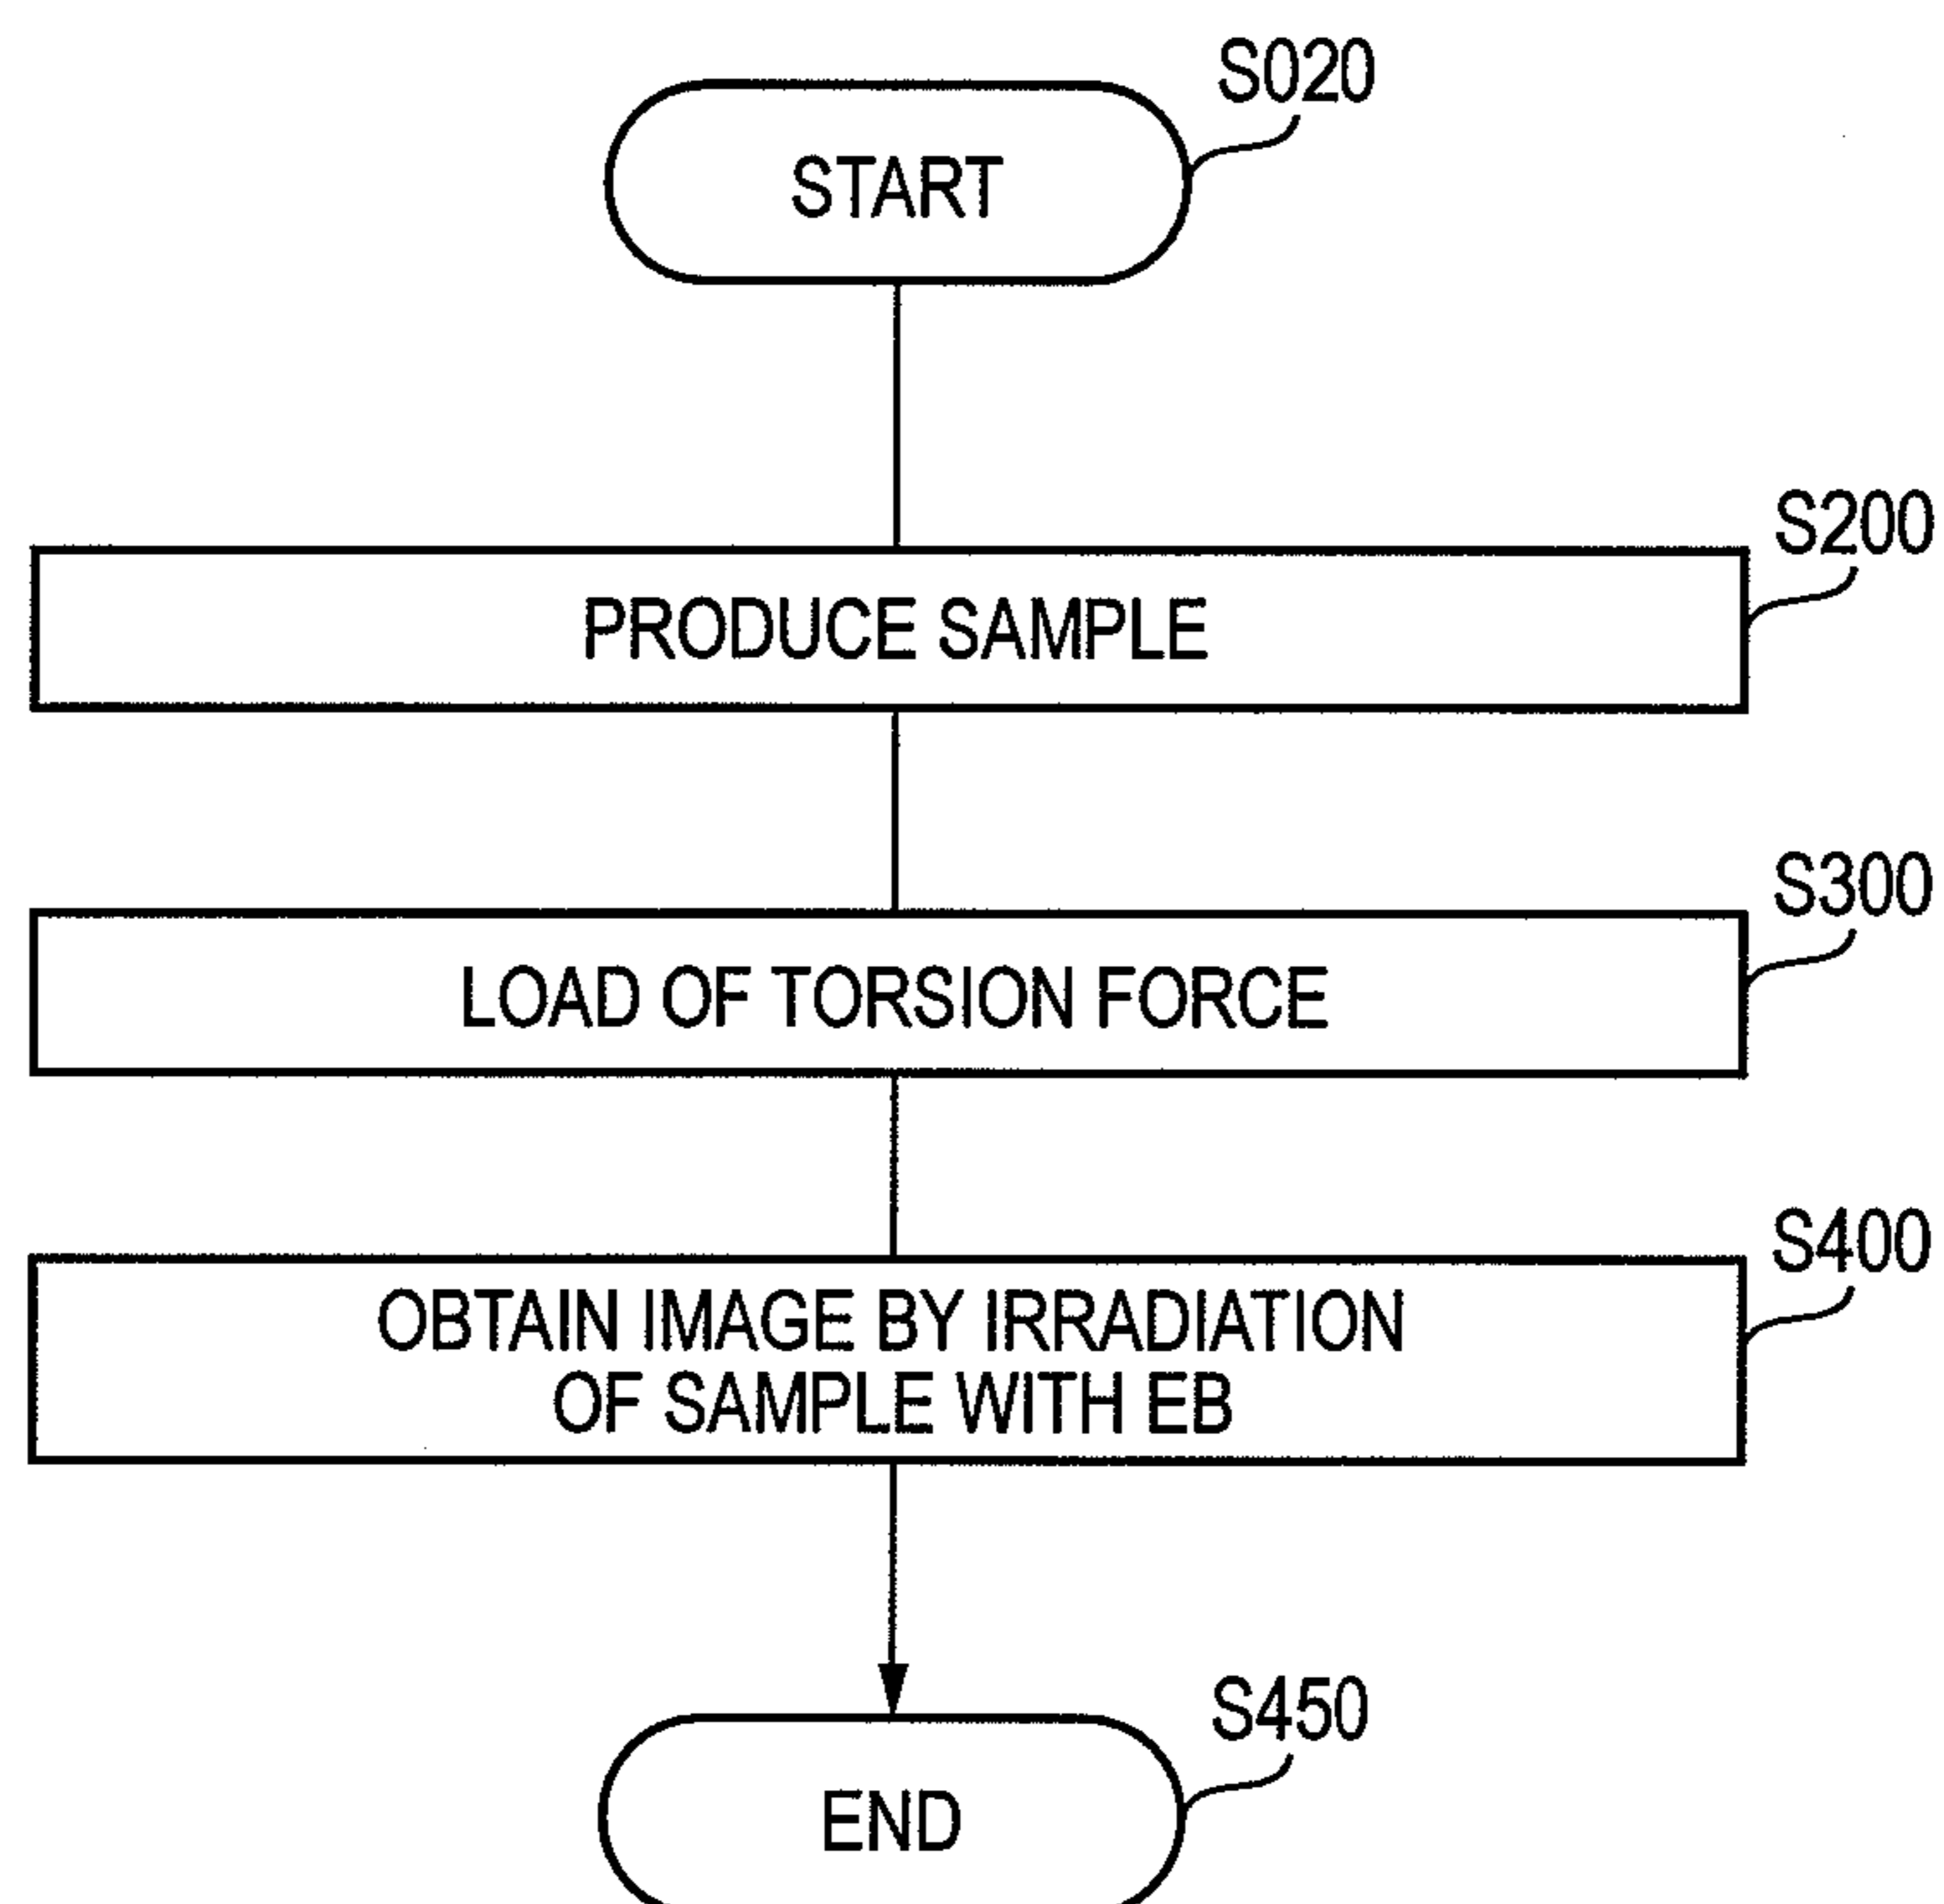 S020
START
S200
PRODUCE SAMPLE
S300
LOAD OF TORSION FORCE
S400
OBTAIN IMAGE BY IRRADIATION
OF SAMPLE WITH EB
S450
END